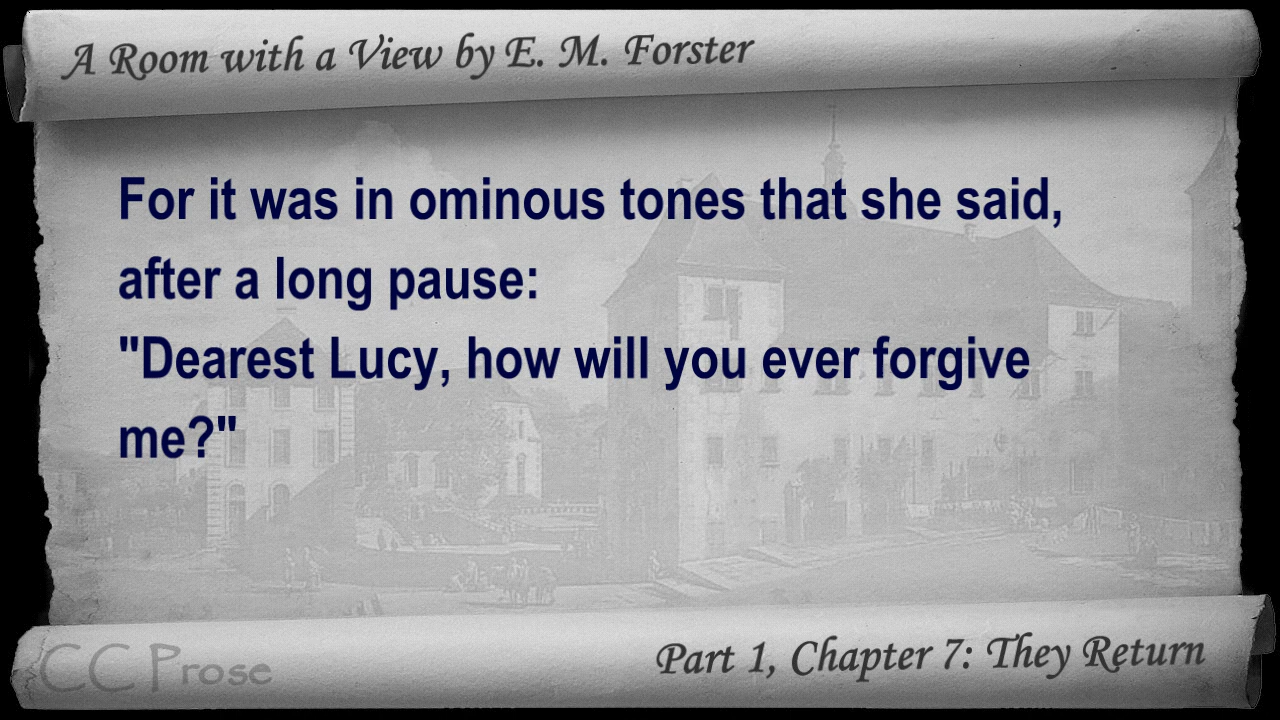 A Room with a View by E. M. Forster
For it was in ominous tones that she said,
after a long pause:
"Dearest Lucy, how will you ever forgive
me?"
CC Prose
Part 1, Chapter 7: They Return